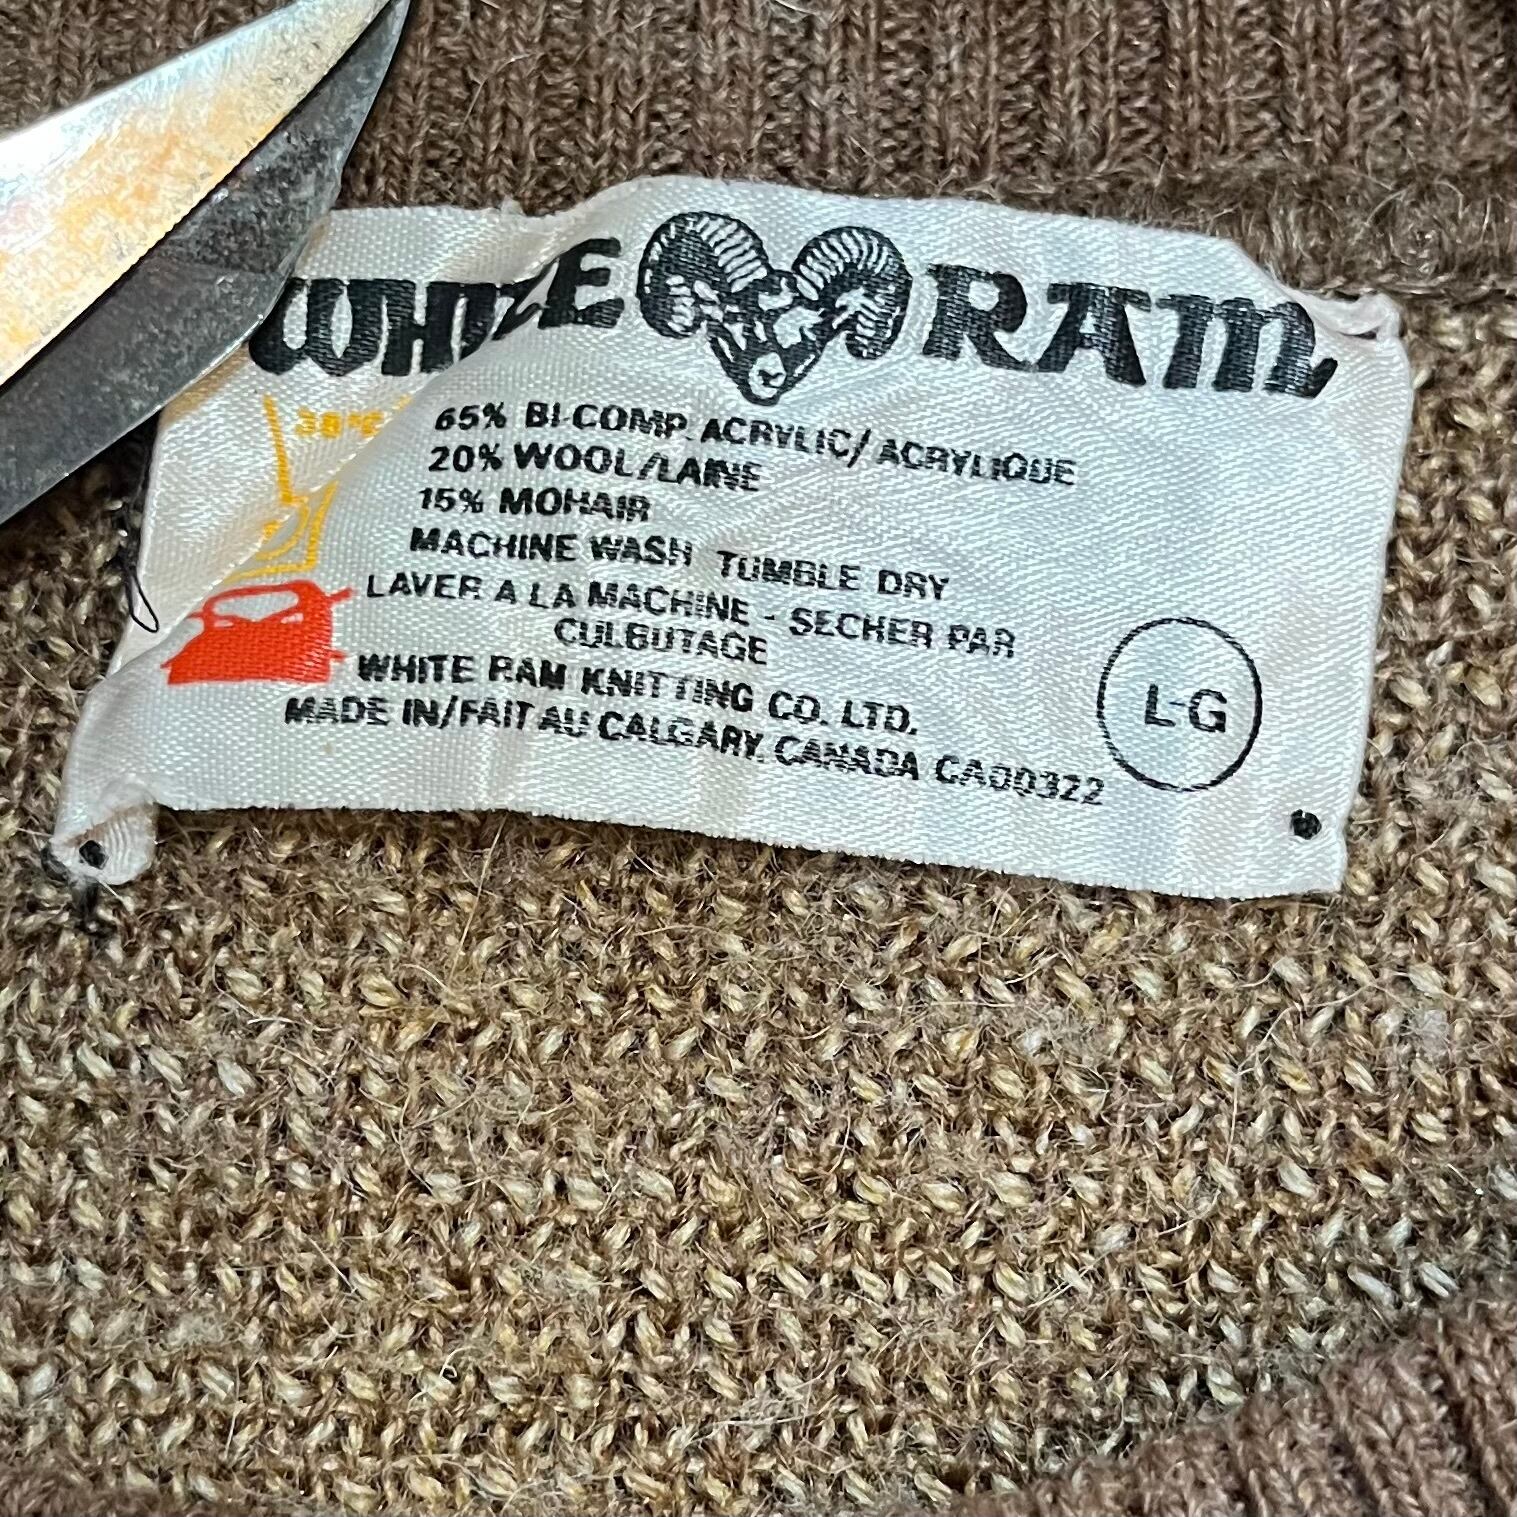 WHITE RAM
38°C
65% BI-COMP. ACRYLIC/ACRYLIQUE
20% WOOL/LAINE
15% MOHAIR
MACHINE WASH TUMBLE DRY
LAVER A LA MACHINE - SECHER PAR
CULBUTAGE
WHITE RAM KNITTING CO. LTD.
MADE IN/FAIT AU CALGARY, CANADA CA00322
L-G